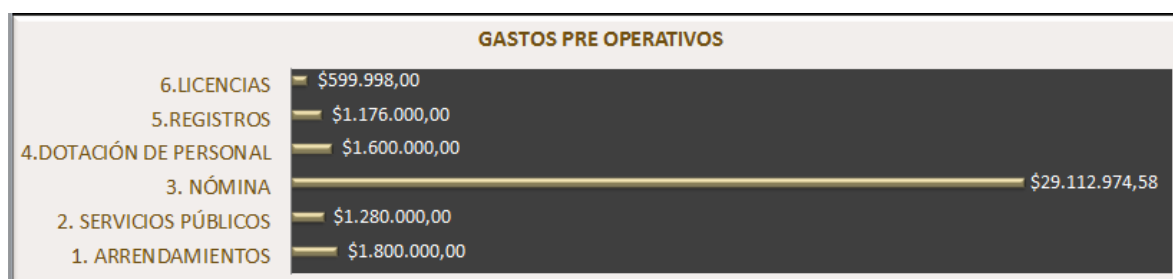 GASTOS PRE OPERATIVOS
6.LICENCIAS $599.998,00
5.REGISTROS $1.176.000,00
4.DOTACIÓN DE PERSONAL $1.600.000,00
3. NÓMINA $29.112.974,58
2. SERVICIOS PÚBLICOS $1.280.000,00
1. ARRENDAMIENTOS $1.800.000,00